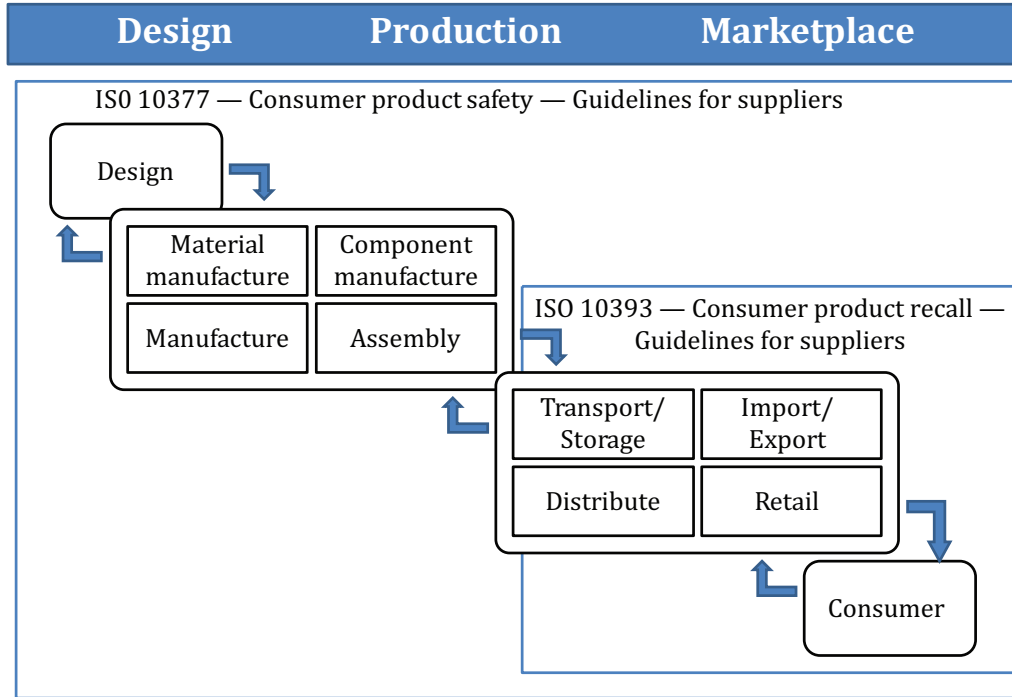 Design Production Marketplace
IS0 10377 — Consumer product safety — Guidelines for suppliers
Design
Material
manufacture
Component
manufacture
Manufacture
Assembly
ISO 10393 — Consumer product recall —
Guidelines for suppliers
Transport/
Storage
Import/
Export
Distribute
Retail
Consumer